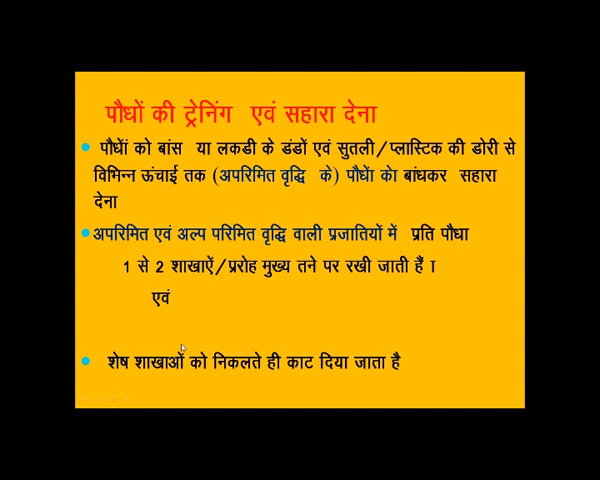 पौधों की ट्रेनिंग एवं सहारा देना
पौधेां को बांस या लकडी के डंडों एवं सुतली/प्लास्टिक की डोरी से
विभिन्न ऊंचाई तक (अपरिमित वृद्धि के) पौधेां केा बांधकर सहारा
देना
अपरिमित एवं अल्प परिमित वृद्धि वाली प्रजातियों में प्रति पौधा
1 से 2 शाखाऐं/प्ररोह मुख्य तने पर रखी जाती हैं ा
एवं
शेष शाखाओं को निकलते ही काट दिया जाता है